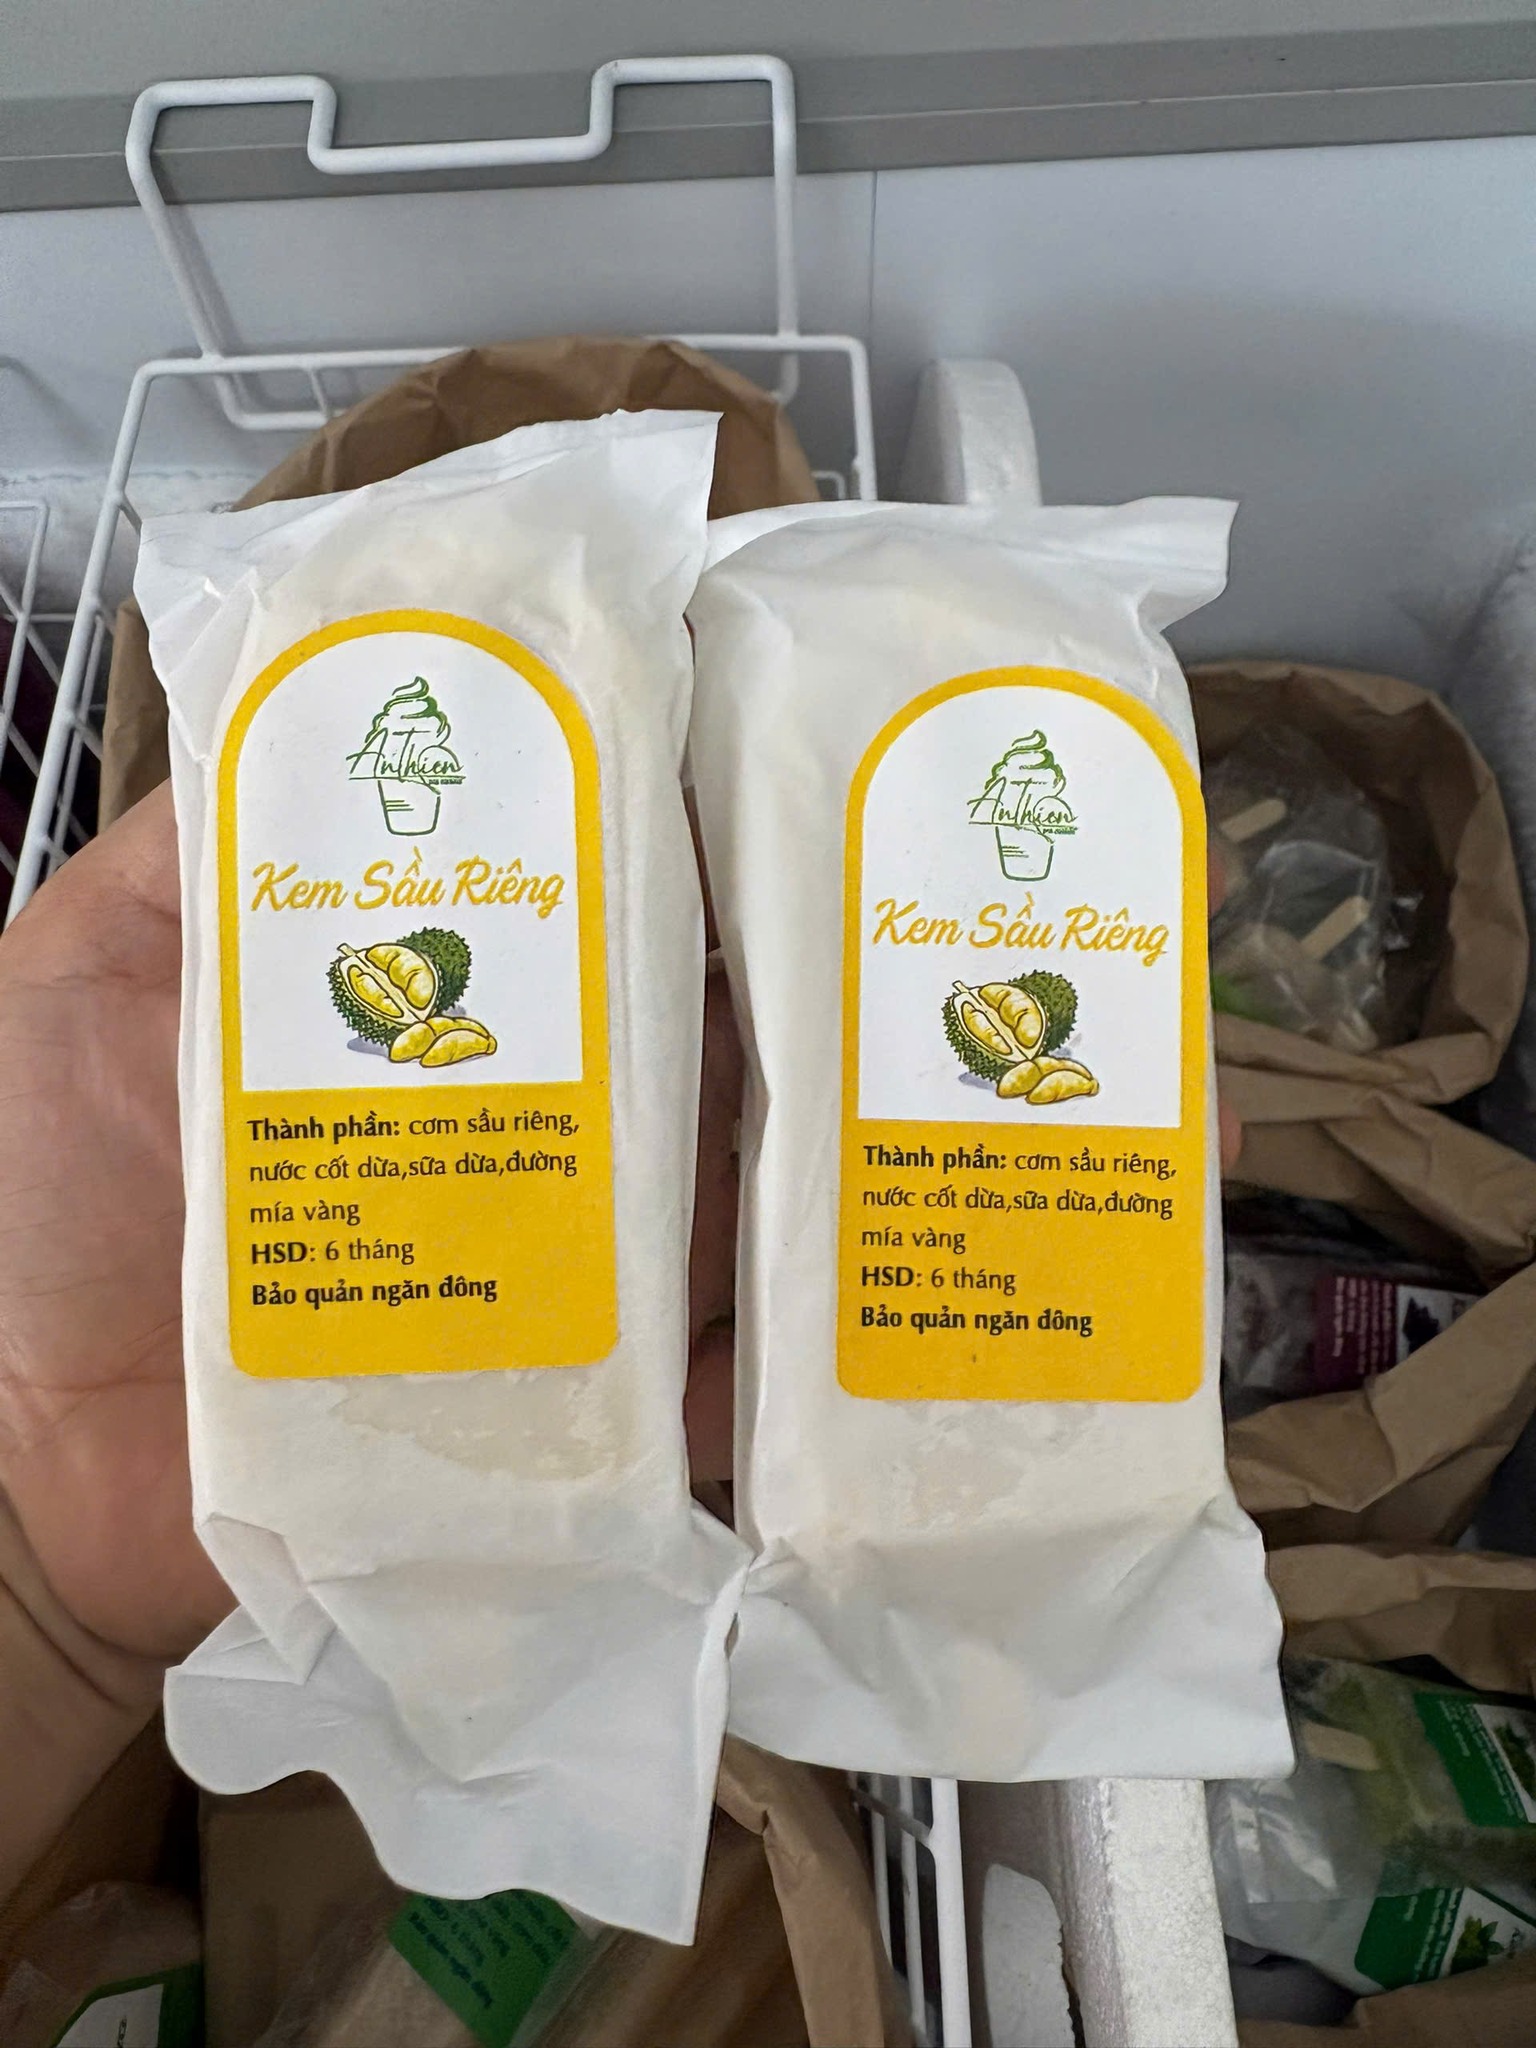 AnThien
Kem Sầu Riêng
Thành phần: cơm sầu riêng,
nước cốt dừa,sữa dừa,đường
mía vàng
HSD: 6 tháng
Bảo quản ngăn đông
AnThien
Kem Sầu Riêng
Thành phần: cơm sầu riêng,
nước cốt dừa,sữa dừa,đường
mía vàng
HSD: 6 tháng
Bảo quản ngăn đông